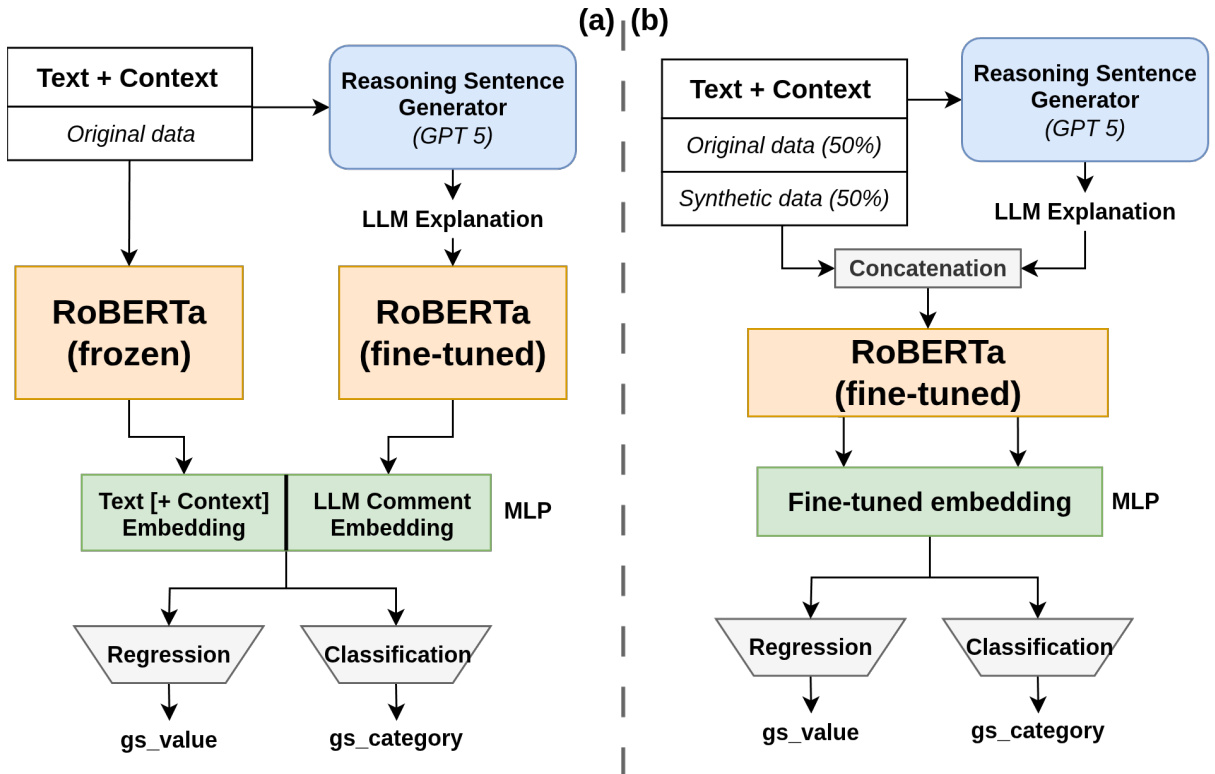 (a)
(b)
Text + Context
Original data
Reasoning Sentence
Generator
(GPT 5)
LLM Explanation
RoBERTa
(frozen)
RoBERTa
(fine-tuned)
Text [+ Context]
Embedding
LLM Comment
Embedding
MLP
Regression
Classification
gs_value
gs_category
Text + Context
Original data (50%)
Synthetic data (50%)
Reasoning Sentence
Generator
(GPT 5)
LLM Explanation
Concatenation
RoBERTa
(fine-tuned)
Fine-tuned embedding
MLP
Regression
Classification
gs_value
gs_category